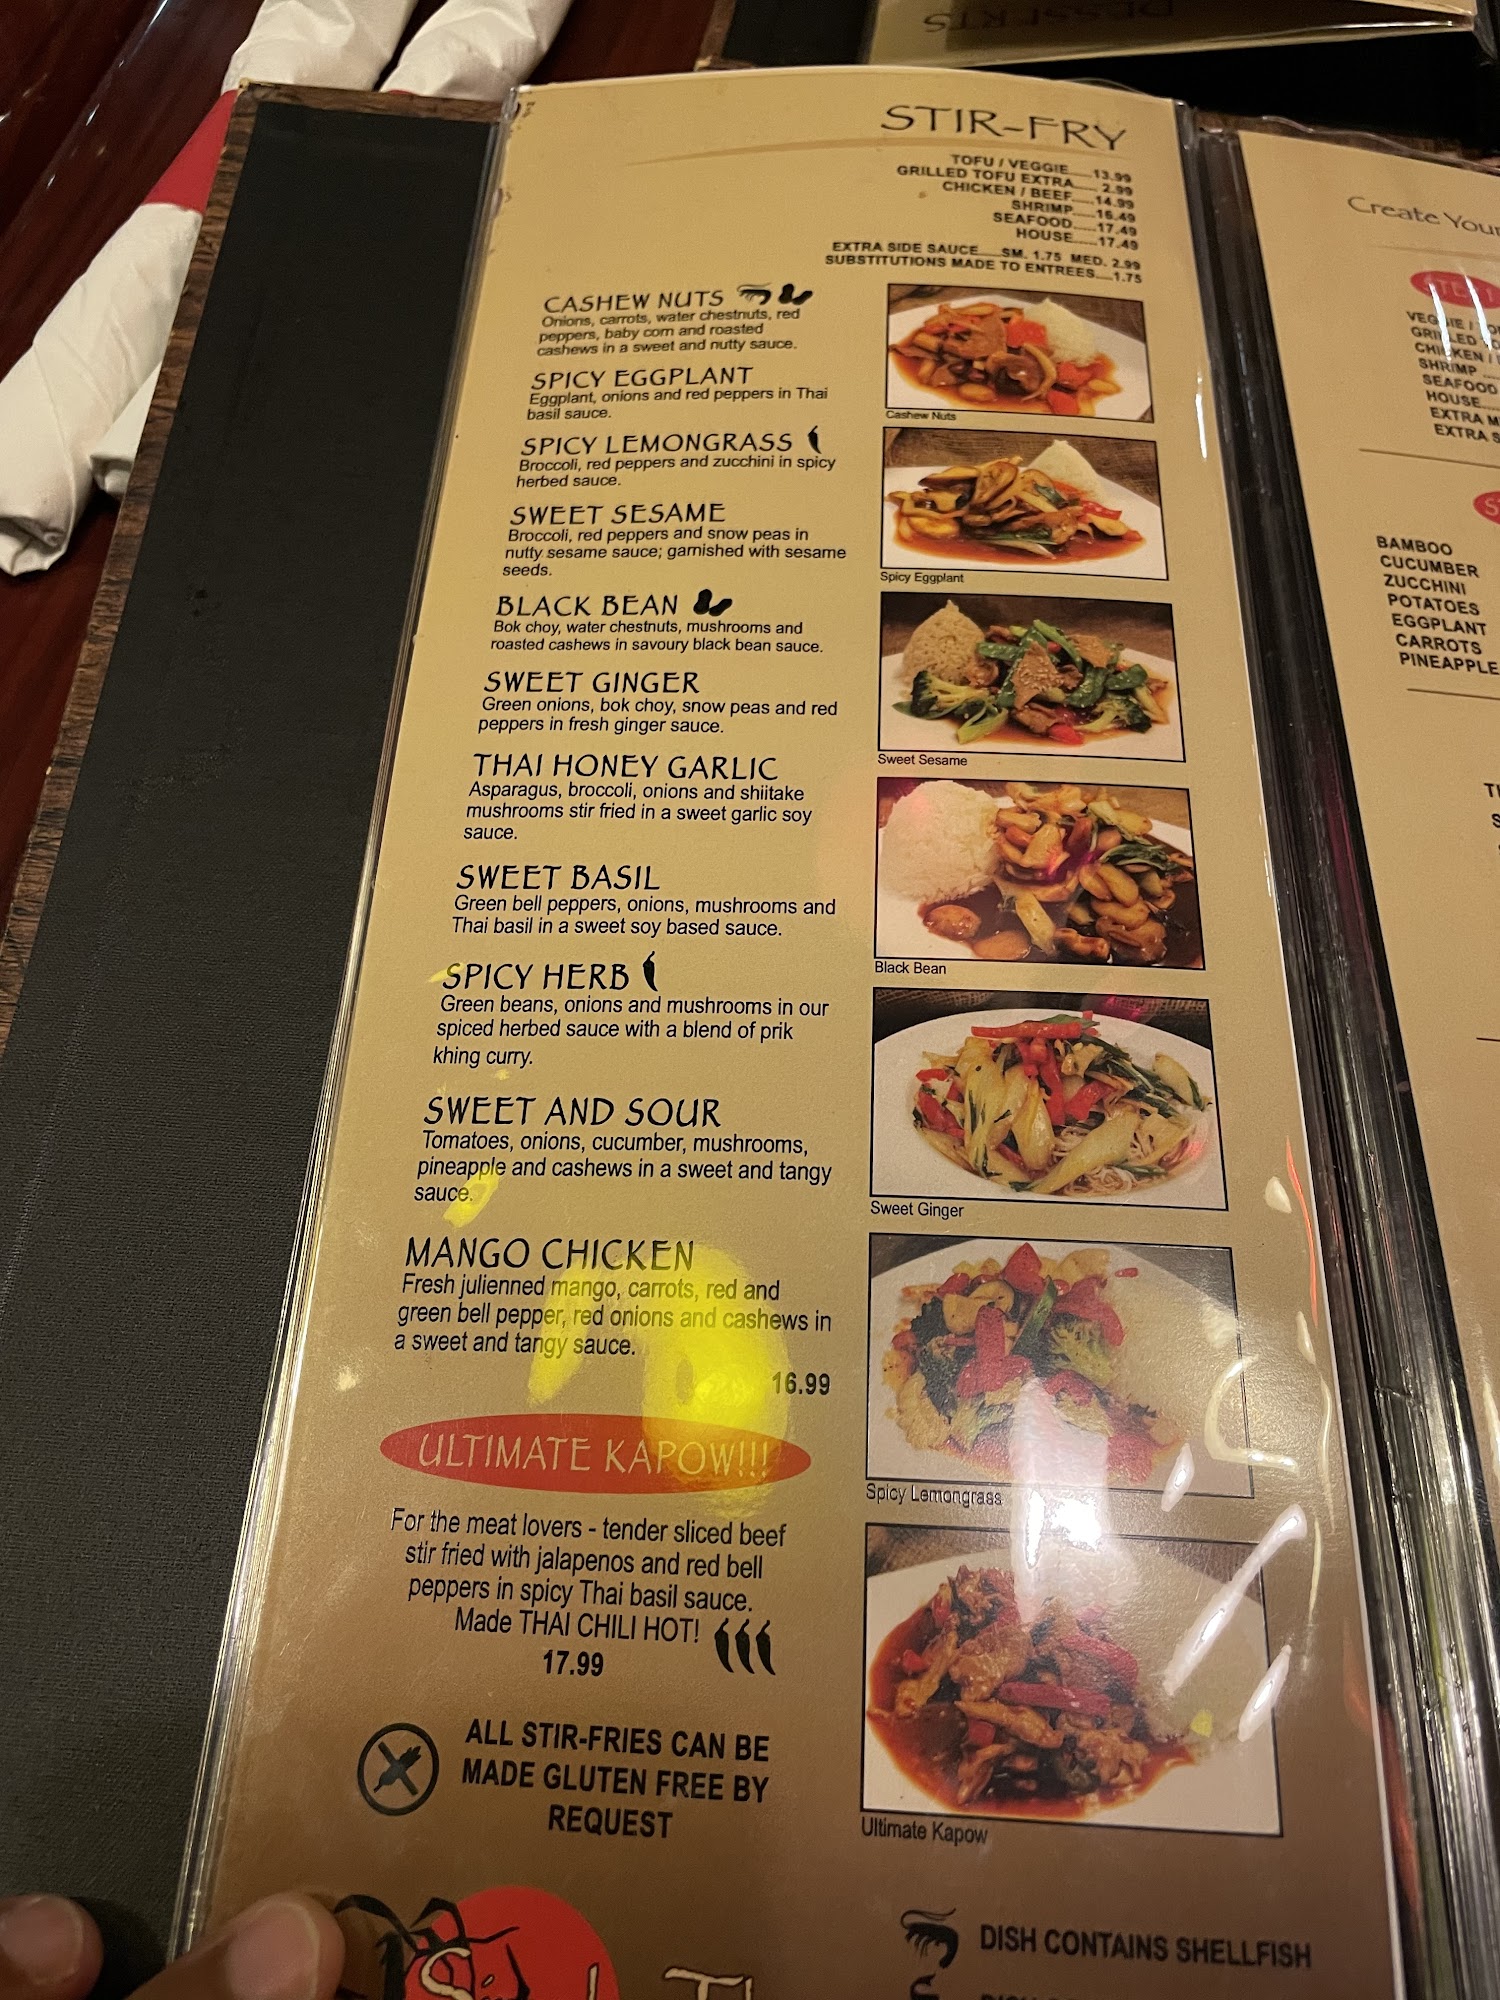 DESSERTS
STIR-FRY
TOFU / VEGGIE.....13.99
GRILLED TOFU EXTRA..... 2.99
CHICKEN / BEEF.....14.99
SHRIMP.....16.49
SEAFOOD.....17.49
HOUSE.....17.49
EXTRA SIDE SAUCE.....SM. 1.75 MED. 2.99
SUBSTITUTIONS MADE TO ENTREES....1.75
CASHEW NUTS
Onions, carrots, water chestnuts, red
peppers, baby corn and roasted
cashews in a sweet and nutty sauce.
SPICY EGGPLANT
Eggplant, onions and red peppers in Thai
basil sauce.
SPICY LEMONGRASS
Broccoli, red peppers and zucchini in spicy
herbed sauce.
SWEET SESAME
Broccoli, red peppers and snow peas in
nutty sesame sauce; garnished with sesame
seeds.
BLACK BEAN
Bok choy, water chestnuts, mushrooms and
roasted cashews in savoury black bean sauce.
SWEET GINGER
Green onions, bok choy, snow peas and red
peppers in fresh ginger sauce.
THAI HONEY GARLIC
Asparagus, broccoli, onions and shiitake
mushrooms stir fried in a sweet garlic soy
sauce.
SWEET BASIL
Green bell peppers, onions, mushrooms and
Thai basil in a sweet soy based sauce.
SPICY HERB
Green beans, onions and mushrooms in our
spiced herbed sauce with a blend of prik
khing curry.
SWEET AND SOUR
Tomatoes, onions, cucumber, mushrooms,
pineapple and cashews in a sweet and tangy
sauce.
MANGO CHICKEN
Fresh julienned mango, carrots, red and
green bell pepper, red onions and cashews in
a sweet and tangy sauce.
16.99
ULTIMATE KAPOW!!!
For the meat lovers - tender sliced beef
stir fried with jalapenos and red bell
peppers in spicy Thai basil sauce.
Made THAI CHILI HOT!
17.99
ALL STIR-FRIES CAN BE
MADE GLUTEN FREE BY
REQUEST
Cashew Nuts
Spicy Eggplant
Sweet Sesame
Black Bean
Sweet Ginger
Spicy Lemongrass
Ultimate Kapow
DISH CONTAINS SHELLFISH
Create Your
VEGGIE / TO
GRILLED TO
CHICKEN /
SHRIMP
SEAFOOD
HOUSE....
EXTRA M
EXTRA S
BAMBOO
CUCUMBER
ZUCCHINI
POTATOES
EGGPLANT
CARROTS
PINEAPPLE